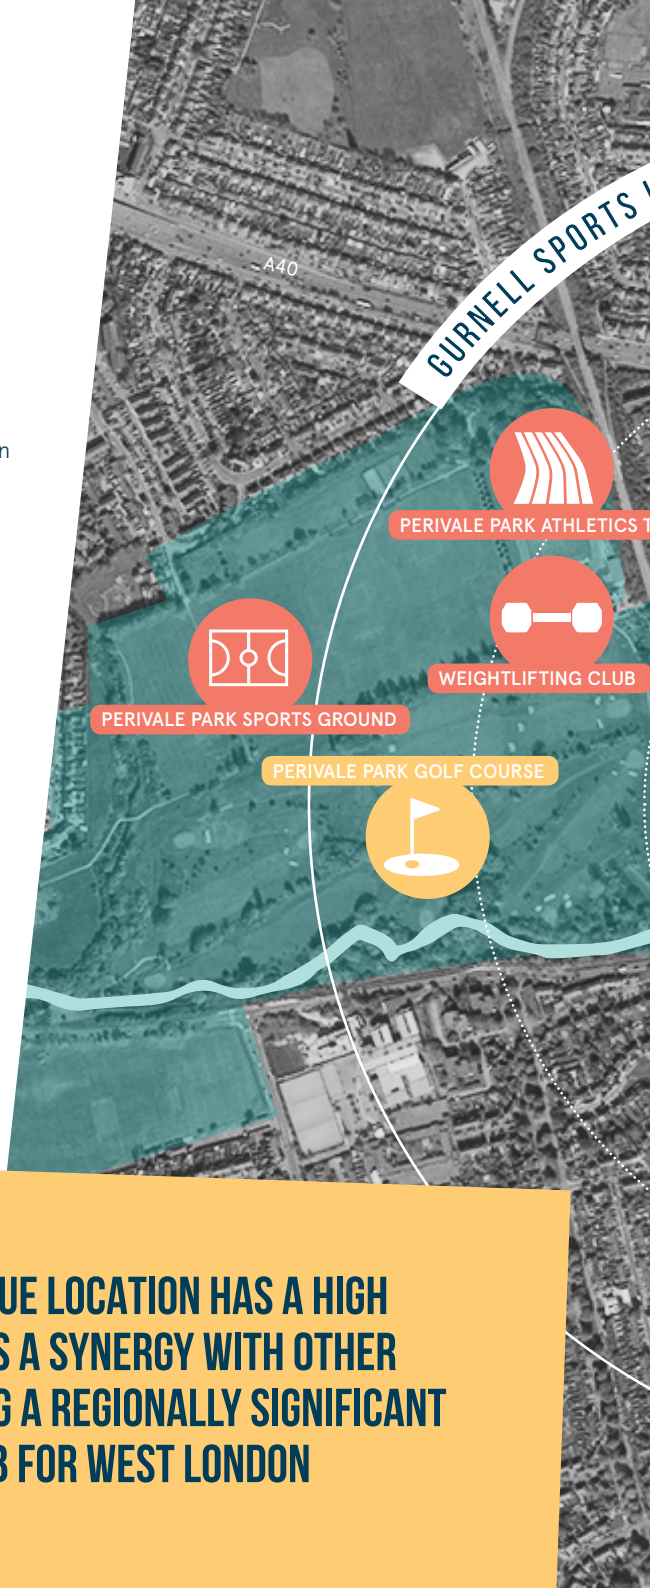 A40
GURNELL SPORTS
n
PERIVALE PARK ATHLETICS T
WEIGHTLIFTING CLUB
PERIVALE PARK SPORTS GROUND
PERIVALE PARK GOLF COURSE
UE LOCATION HAS A HIGH
S A SYNERGY WITH OTHER
G A REGIONALLY SIGNIFICANT
B FOR WEST LONDON